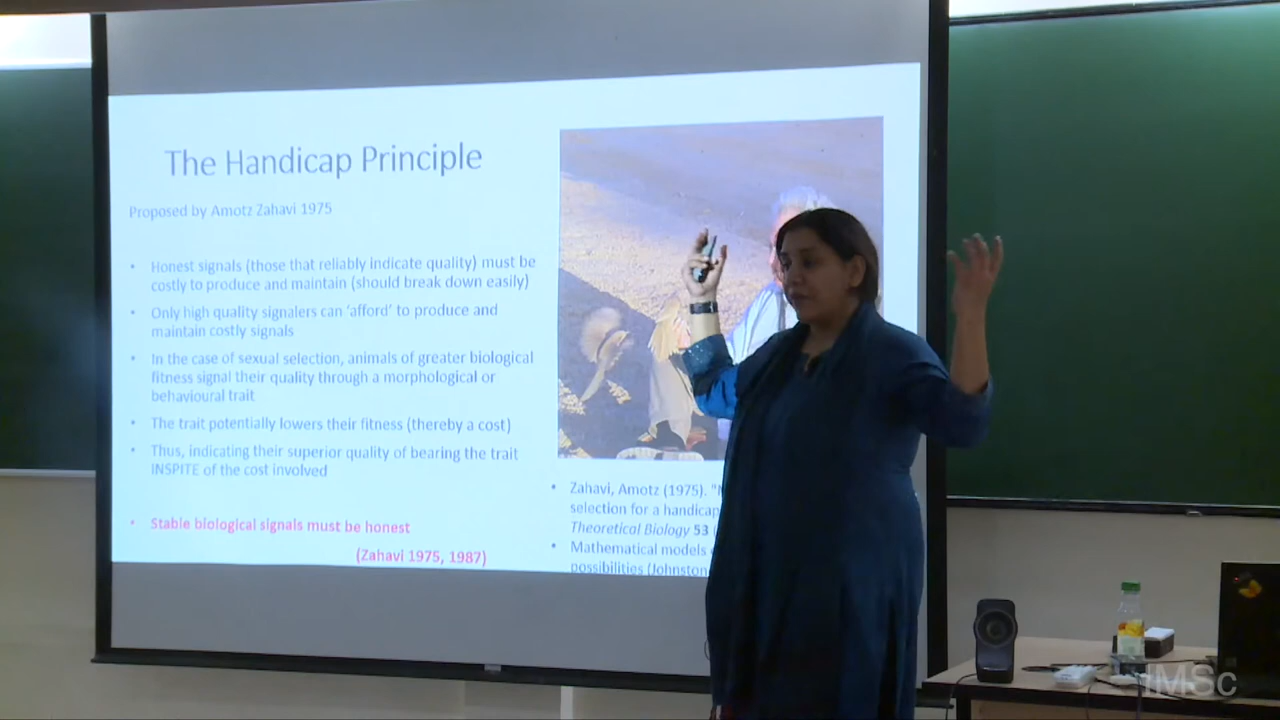 The Handicap Principle
Proposed by Amotz Zahavi 1975
• Honest signals (those that reliably indicate quality) must be
costly to produce and maintain (should break down easily)
• Only high quality signalers can ‘afford’ to produce and
maintain costly signals
• In the case of sexual selection, animals of greater biological
fitness signal their quality through a morphological or
behavioural trait
• The trait potentially lowers their fitness (thereby a cost)
• Thus, indicating their superior quality of bearing the trait
INSPITE of the cost involved
• Stable biological signals must be honest
(Zahavi 1975, 1987)
• Zahavi, Amotz (1975). "
selection for a handicap
Theoretical Biology 53
• Mathematical models
possibilities (Johnston
IMSc